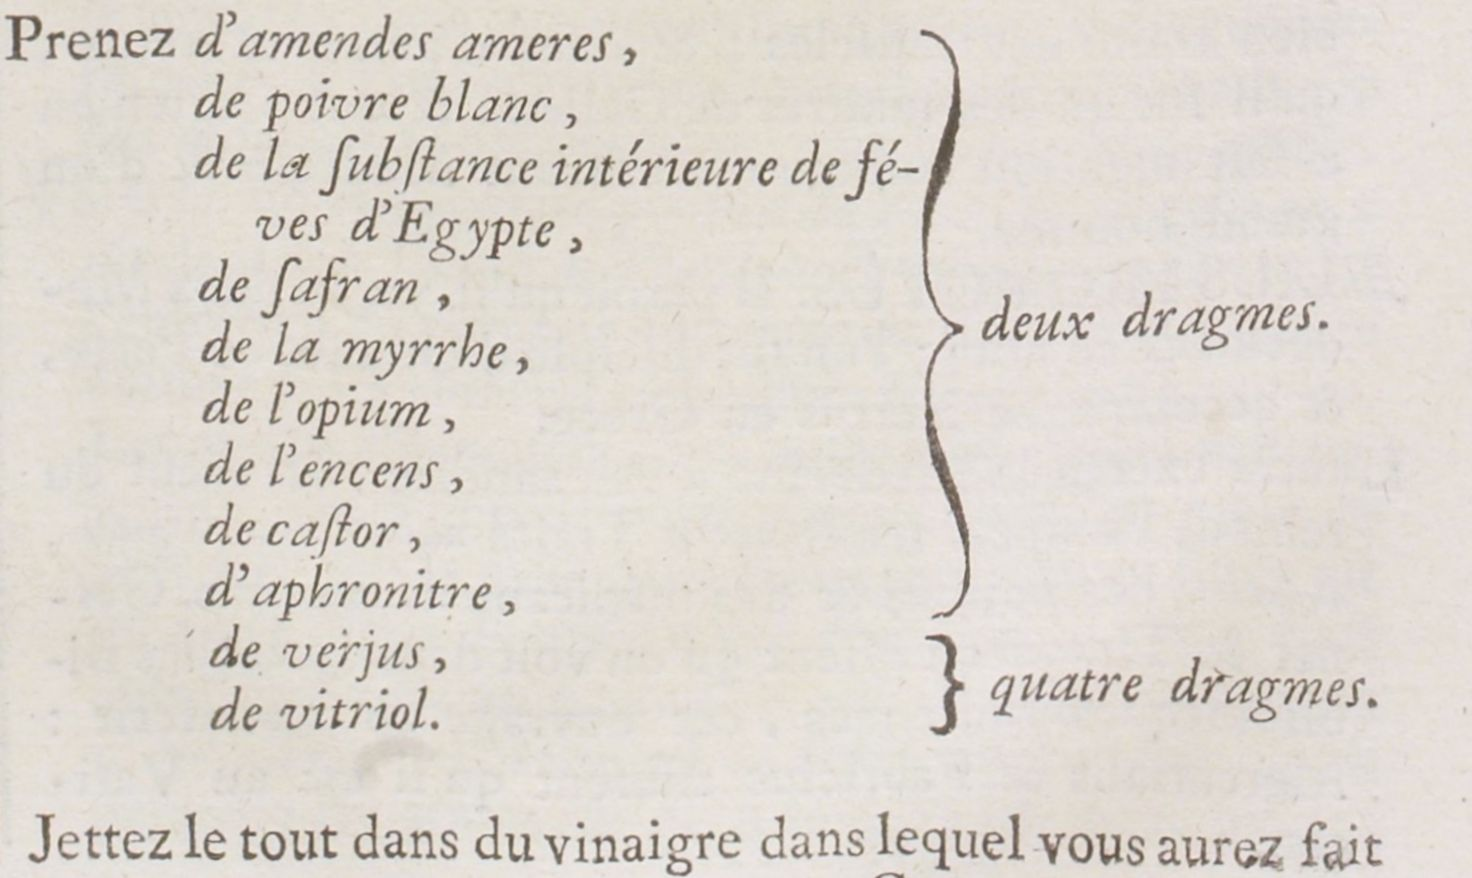 Prenez d'amendes ameres,
de poivre blanc,
de la ſubſtance intérieure de fé-
ves d'Egypte,
de ſafran,
de la myrrhe,
de l'opium,
de l'encens,
de caſtor,
d'aphronitre,
deux dragmes.
de verjus,
de vitriol.
quatre dragmes.
Jettez le tout dans du vinaigre dans lequel vous aurez fait